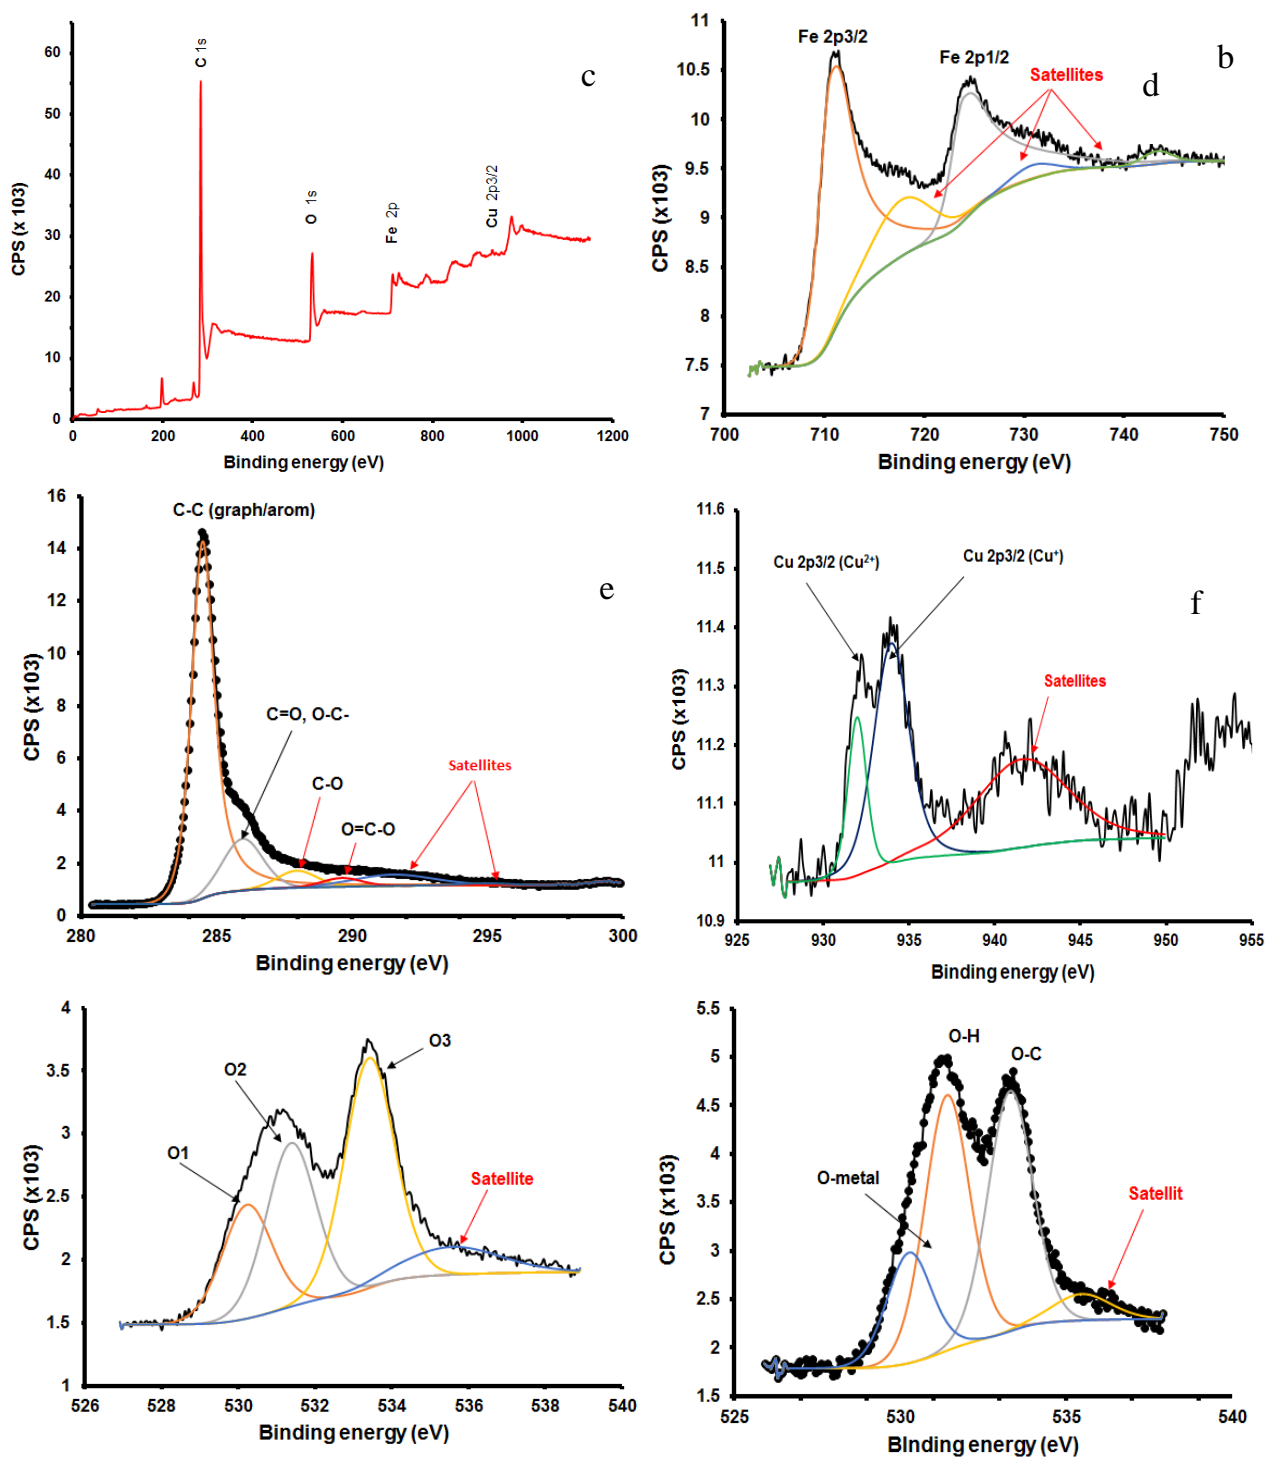 60
50
40
30
20
10
0
0 200 400 600 800 1000 1200
CPS (x 103)
Binding energy (eV)
C 1s
O 1s
Fe 2p
Cu 2p3/2
c
11
10.5
10
9.5
9
8.5
8
7.5
7
700 710 720 730 740 750
CPS (x103)
Binding energy (eV)
Fe 2p3/2
Fe 2p1/2
Satellites
b
d
16
14
12
10
8
6
4
2
0
280 285 290 295 300
CPS (x103)
Binding energy (eV)
C-C (graph/arom)
C=O, O-C-
C-O
O=C-O
Satellites
e
11.6
11.5
11.4
11.3
11.2
11.1
11
10.9
925 930 935 940 945 950 955
CPS (x103)
Binding energy (eV)
Cu 2p3/2 (Cu²⁺)
Cu 2p3/2 (Cu⁺)
Satellites
f
4
3.5
3
2.5
2
1.5
1
526 528 530 532 534 536 538 540
CPS (x103)
Binding energy (eV)
O1
O2
O3
Satellite
5.5
5
4.5
4
3.5
3
2.5
2
1.5
525 530 535 540
CPS (x103)
BInding energy (eV)
O-H
O-C
O-metal
Satellit